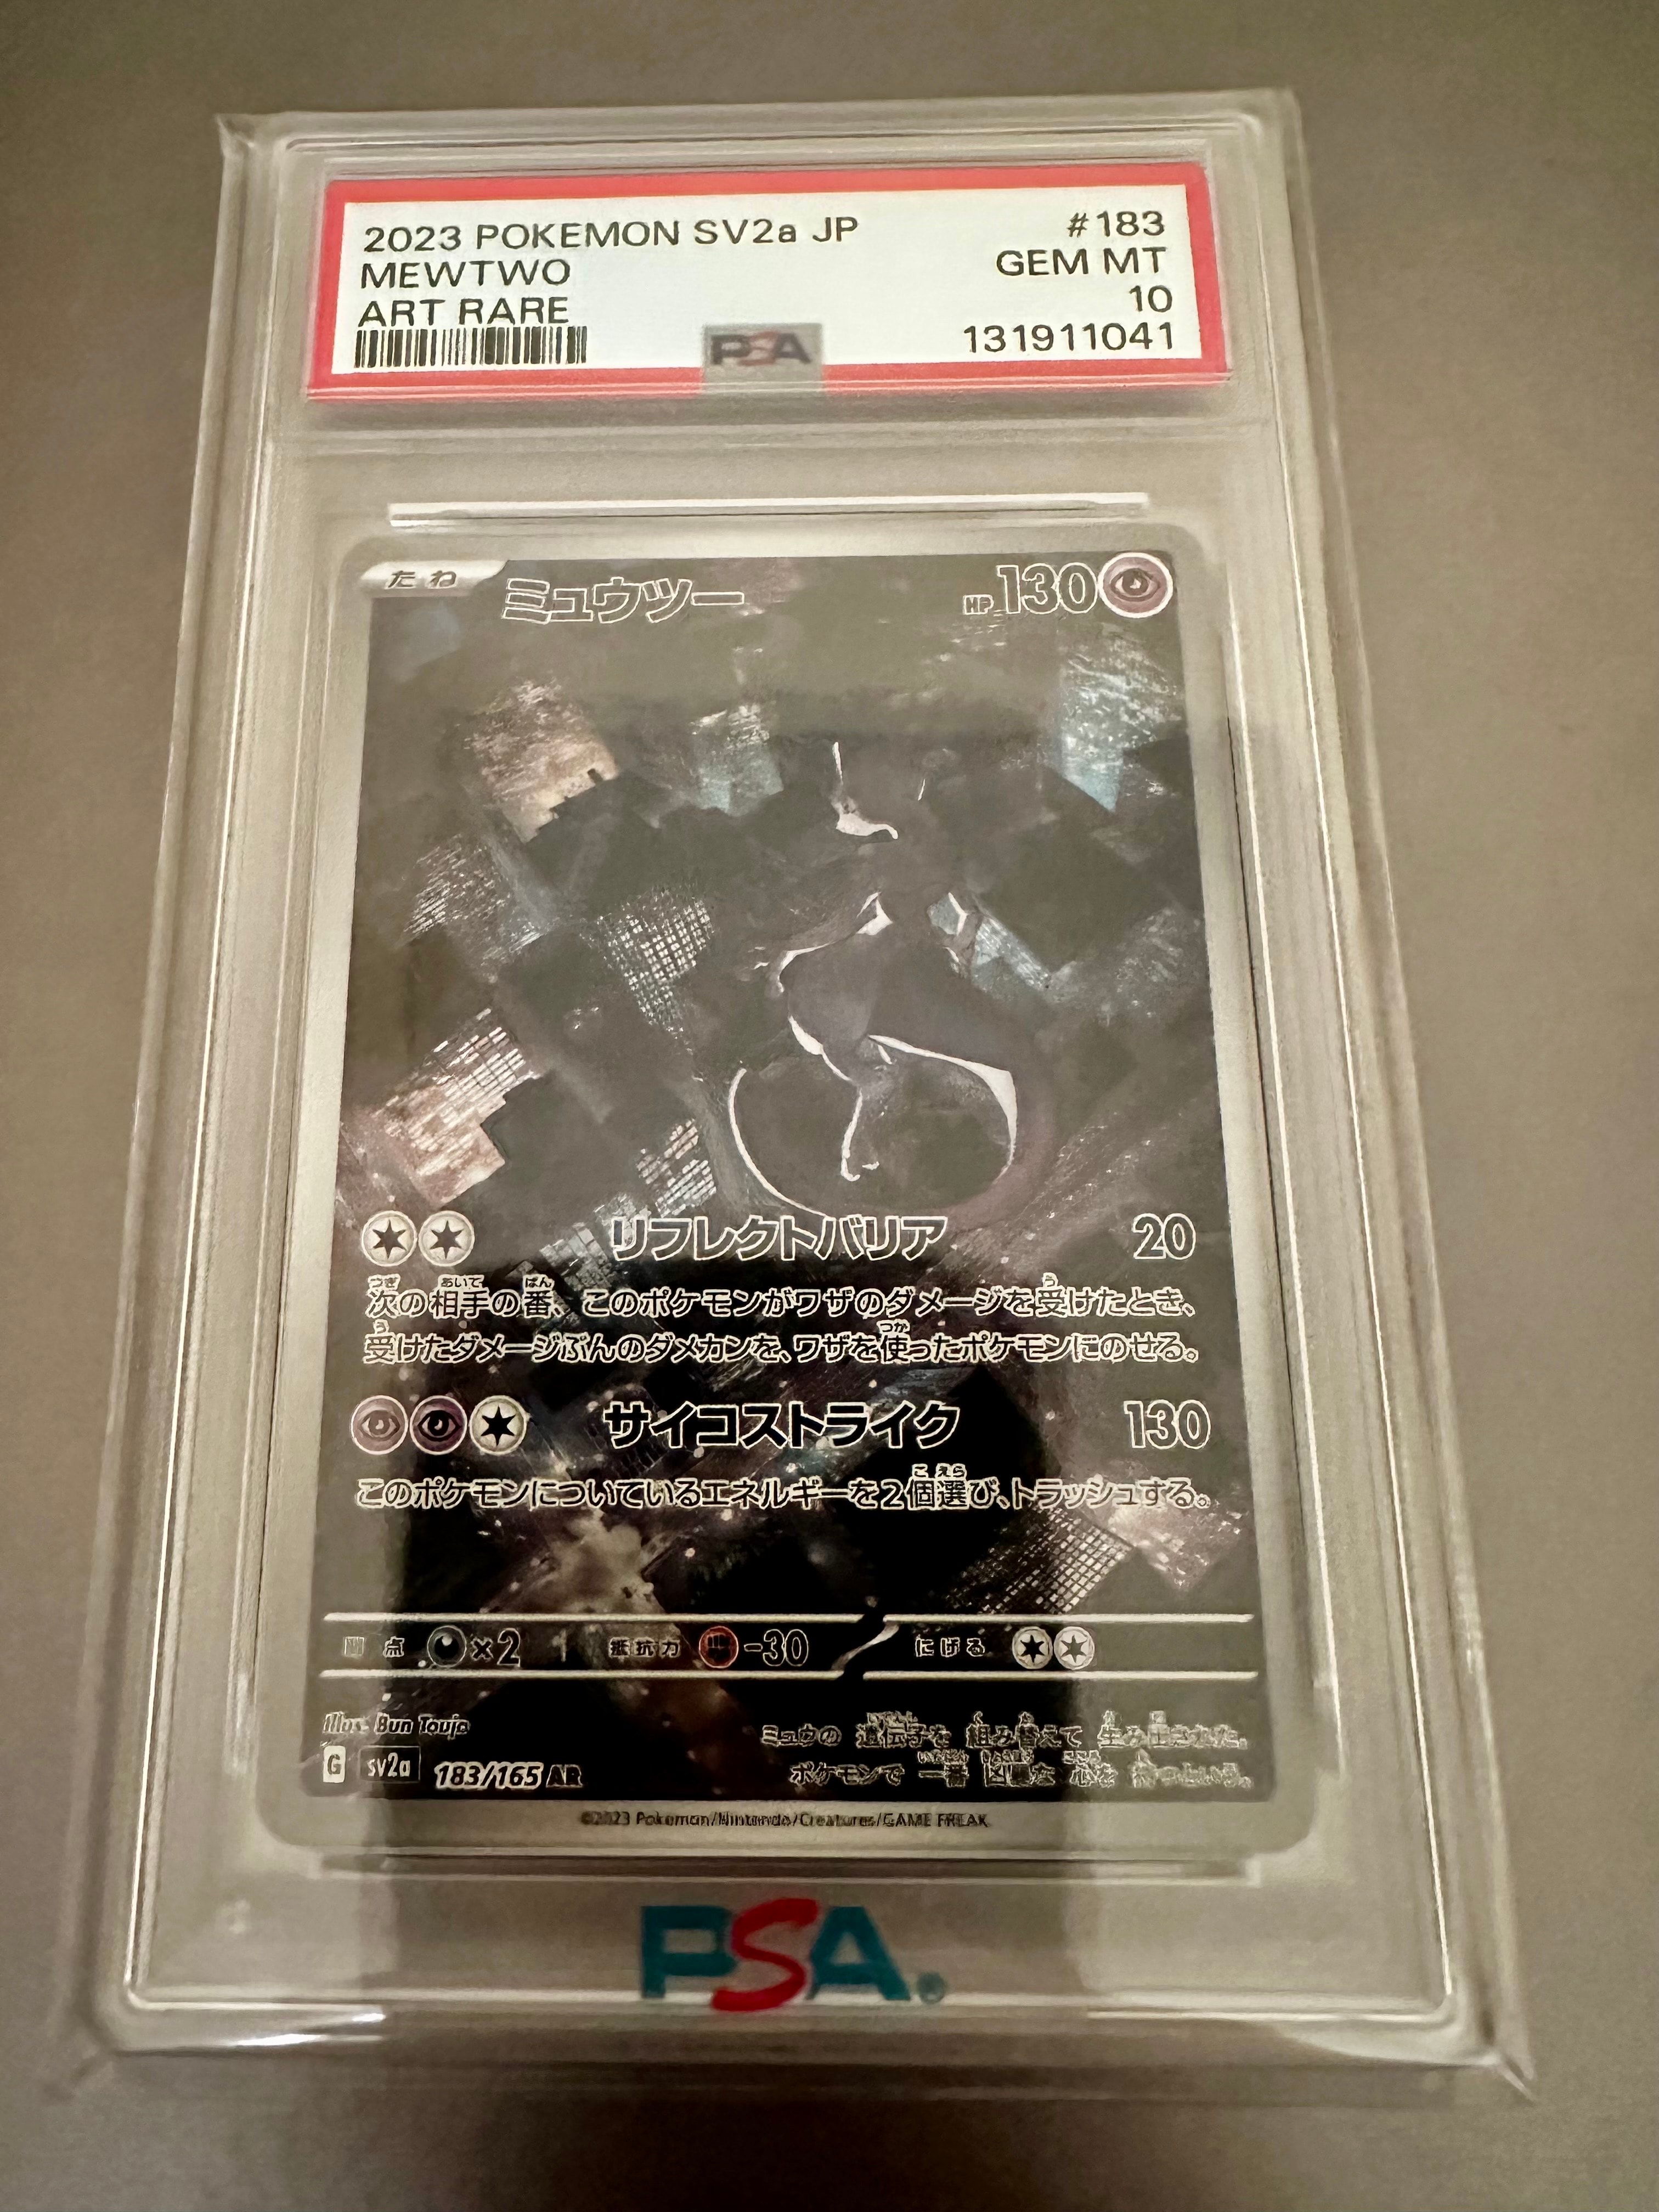 2023 POKEMON SV2a JP #183
MEWTWO GEM MT
ART RARE 10
131911041
PSA
たね ミュウツー HP 130
リフレクトバリア 20
次の相手の番、このポケモンがワザのダメージを受けたとき、
受けたダメージぶんのダメカンを、ワザを使ったポケモンにのせる。
サイコストライク 130
このポケモンについているエネルギーを2個選び、トラッシュする。
弱点 ×2 抵抗力 -30 にげる
Illus. Bun Toujo
ミュウの 遺伝子を 組み替えて 生み出された。
ポケモンで 一番 凶悪な 心を 持つという。
G sv2a 183/165 AR
©2023 Pokémon/Nintendo/Creatures/GAME FREAK
PSA®